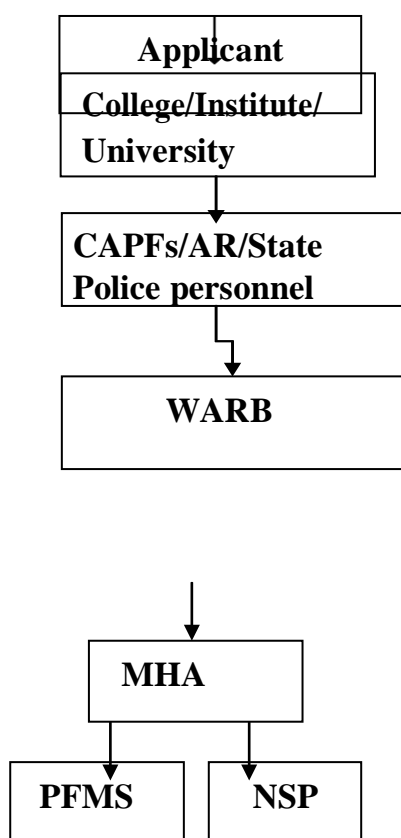 Applicant
College/Institute/
University
CAPFs/AR/State
Police personnel
WARB
MHA
PFMS
NSP